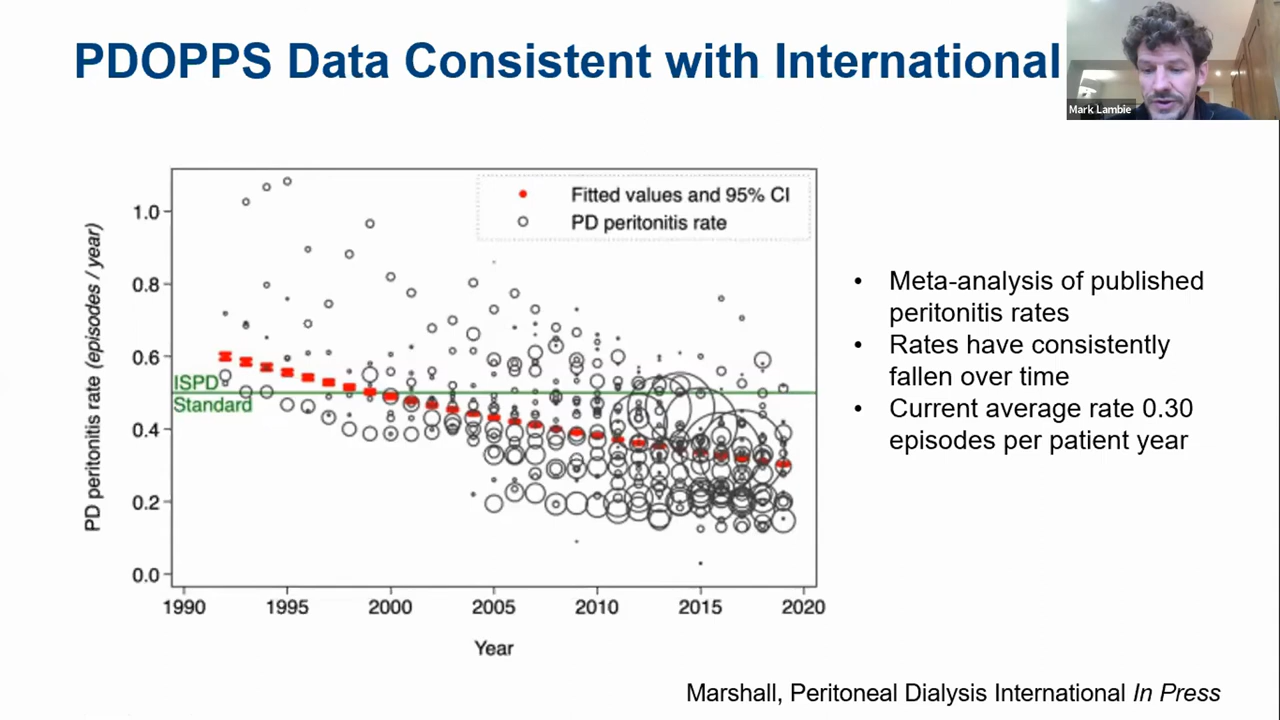 PDOPPS Data Consistent with International
Mark Lambie
Fitted values and 95% CI
PD peritonitis rate
PD peritonitis rate (episodes / year)
1.0
0.8
0.6
0.4
0.2
0.0
ISPD
Standard
1990 1995 2000 2005 2010 2015 2020
Year
• Meta-analysis of published
peritonitis rates
• Rates have consistently
fallen over time
• Current average rate 0.30
episodes per patient year
Marshall, Peritoneal Dialysis International In Press